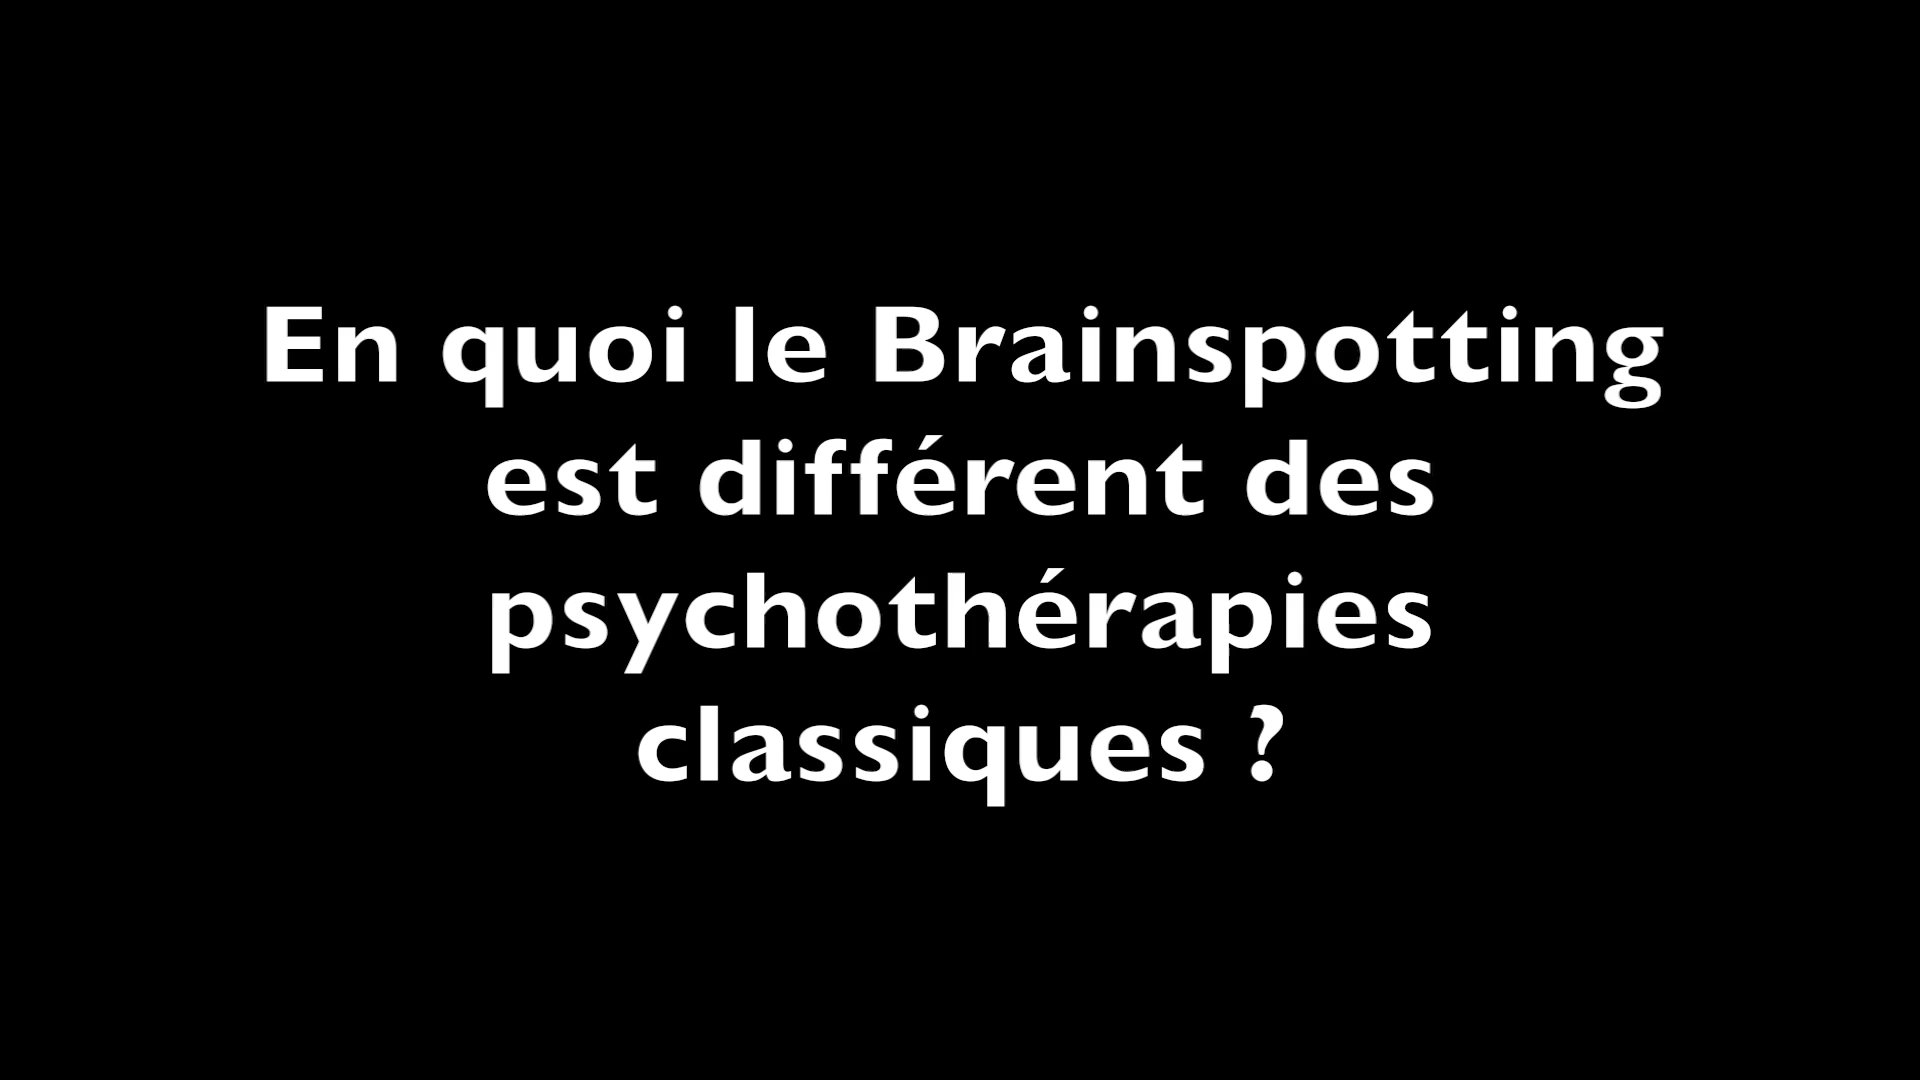 En quoi le Brainspotting
est différent des
psychothérapies
classiques ?